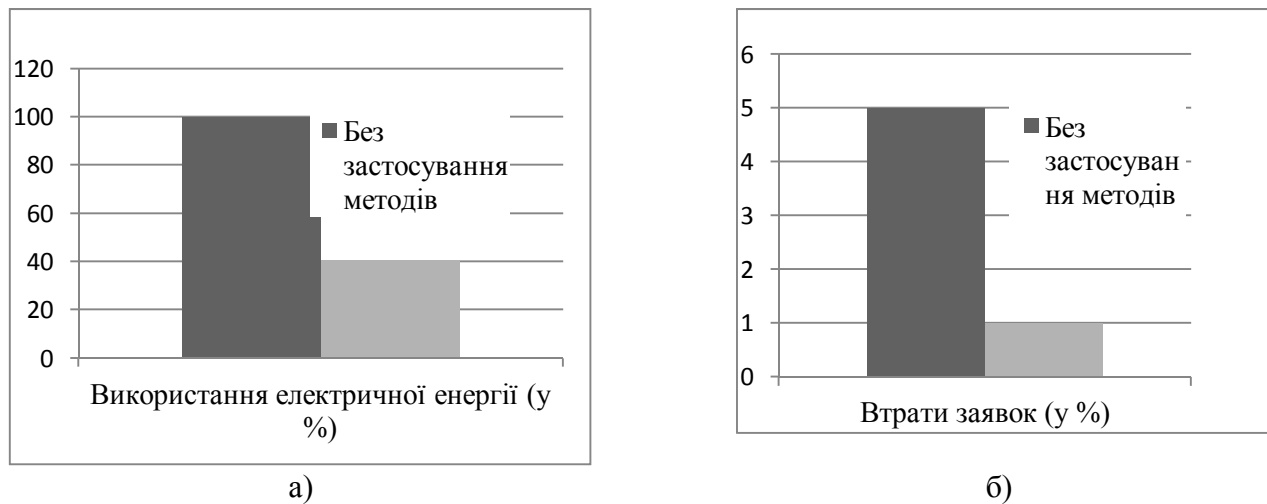 120
100
80
60
40
20
0
Без
застосування
методів
Використання електричної енергії (у
%)
а)
6
5
4
3
2
1
0
Без
застосуван
ня методів
Втрати заявок (у %)
б)